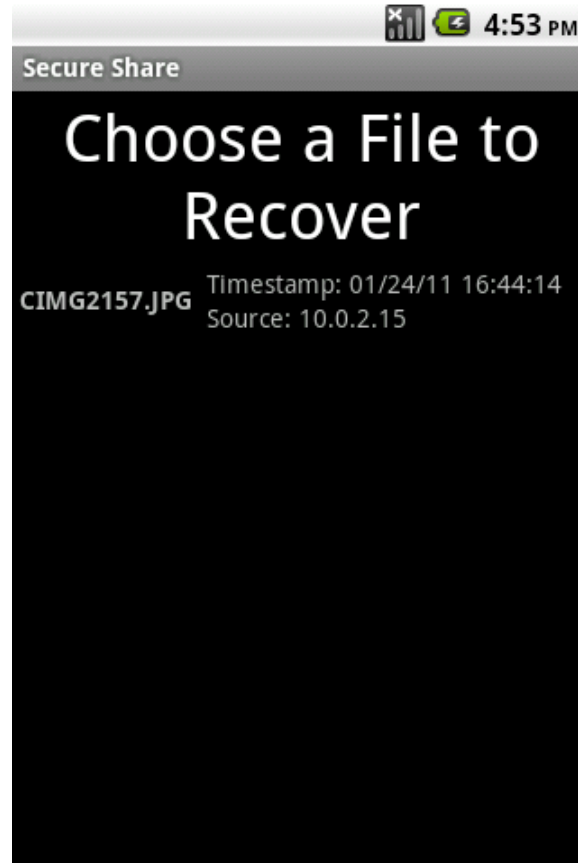 4:53 PM
Secure Share
Choose a File to
Recover
CIMG2157.JPG
Timestamp: 01/24/11 16:44:14
Source: 10.0.2.15